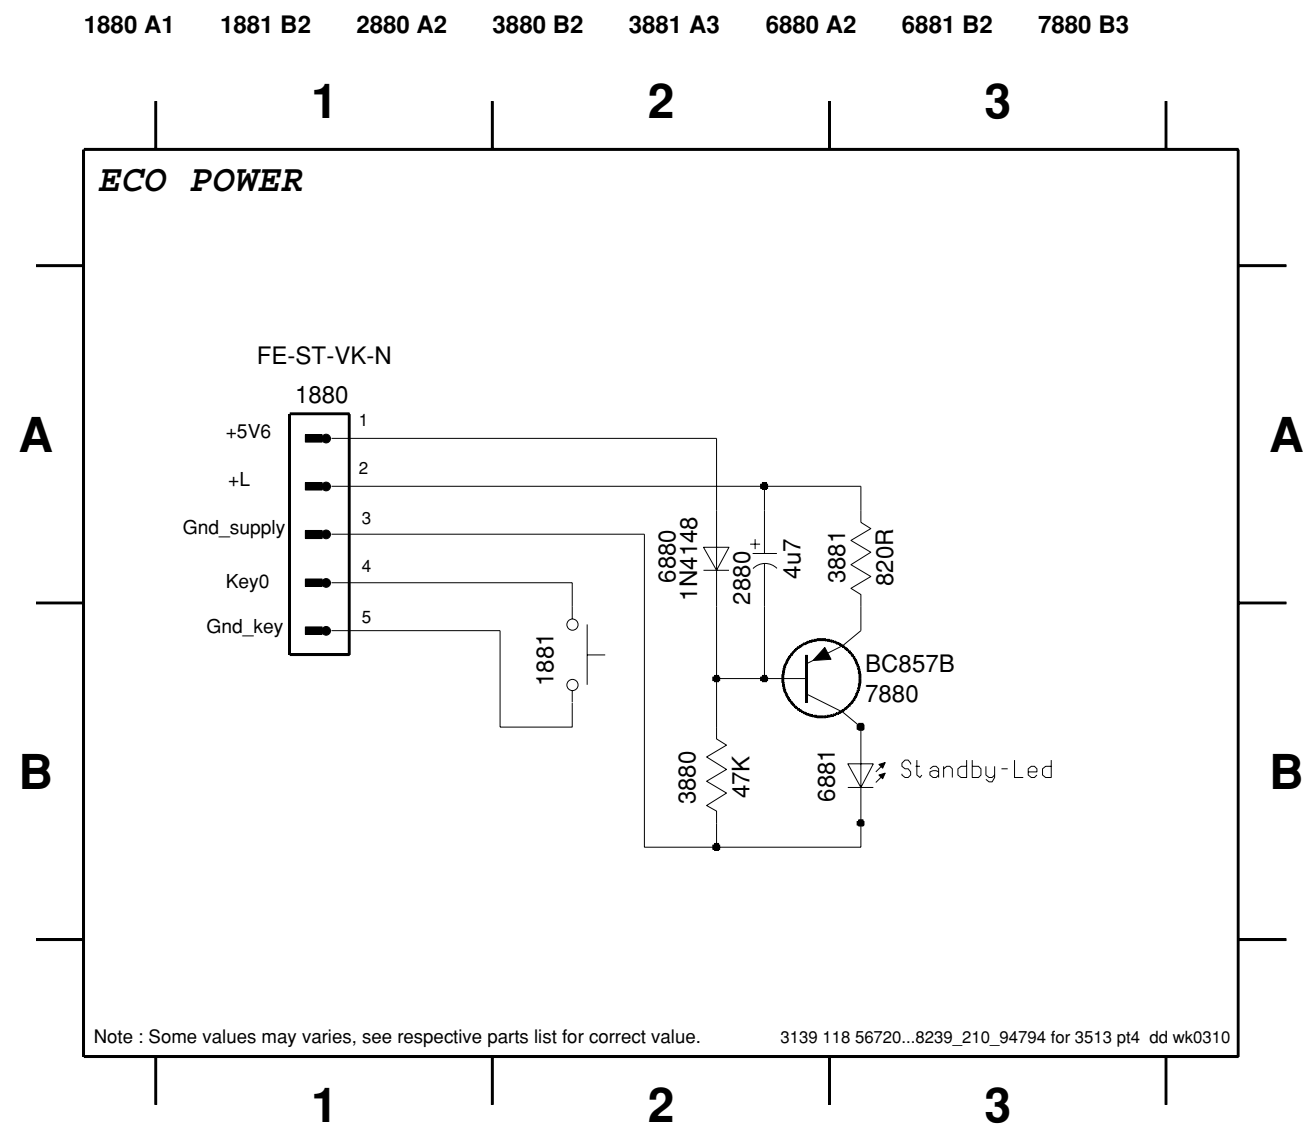 1880 A1 1881 B2 2880 A2 3880 B2 3881 A3 6880 A2 6881 B2 7880 B3
1 2 3
ECO POWER
FE-ST-VK-N
1880
A
A
+5V6 1
+L 2
Gnd_supply 3
Key0 4
Gnd_key 5
6880
1N4148
2880
+
4u7
3881
820R
1881
BC857B
7880
B
B
3880
47K
6881
Standby-Led
Note : Some values may varies, see respective parts list for correct value.
3139 118 56720...8239_210_94794 for 3513 pt4 dd wk0310
1 2 3